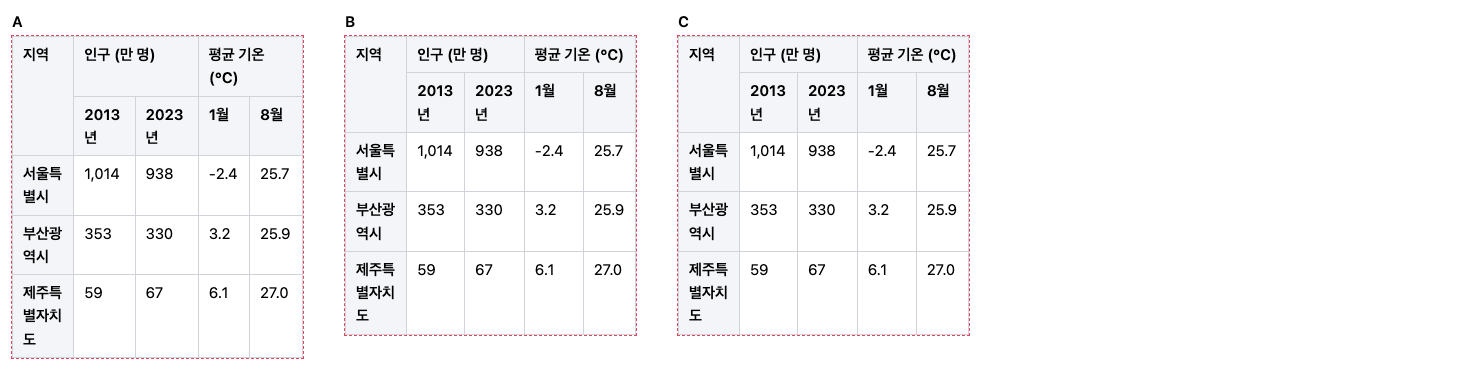 A
지역 인구 (만 명) 평균 기온
(°C)
2013 2023 1월 8월
년 년
서울특 1,014 938 -2.4 25.7
별시
부산광 353 330 3.2 25.9
역시
제주특 59 67 6.1 27.0
별자치
도
B
지역 인구 (만 명) 평균 기온 (°C)
2013 2023 1월 8월
년 년
서울특 1,014 938 -2.4 25.7
별시
부산광 353 330 3.2 25.9
역시
제주특 59 67 6.1 27.0
별자치
도
C
지역 인구 (만 명) 평균 기온 (°C)
2013 2023 1월 8월
년 년
서울특 1,014 938 -2.4 25.7
별시
부산광 353 330 3.2 25.9
역시
제주특 59 67 6.1 27.0
별자치
도